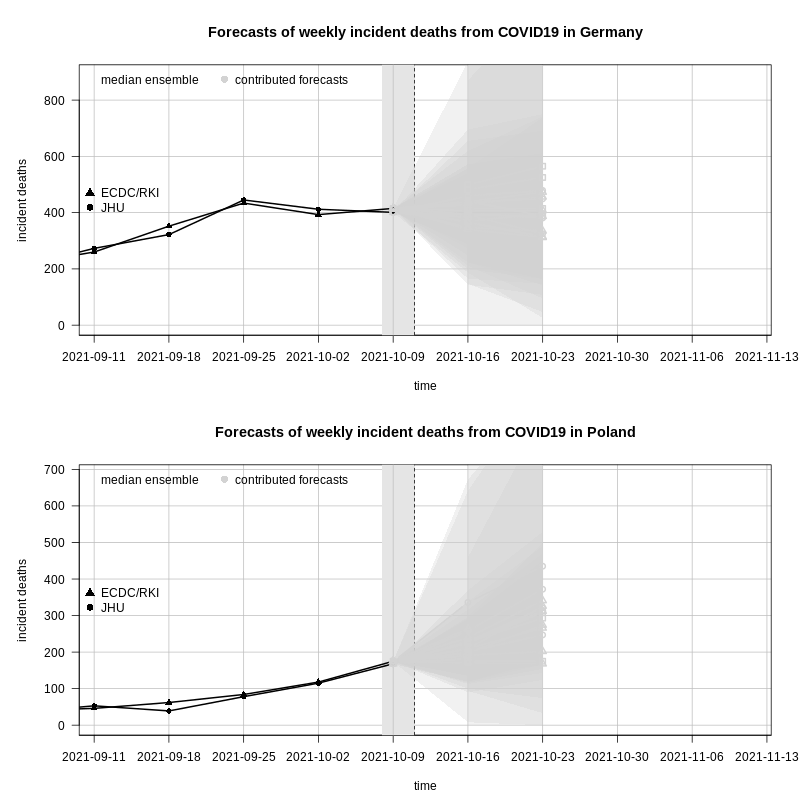 Forecasts of weekly incident deaths from COVID19 in Germany
median ensemble contributed forecasts
800
600
ECDC/RKI
JHU
400
200
0
incident deaths
2021-09-11 2021-09-18 2021-09-25 2021-10-02 2021-10-09 2021-10-16 2021-10-23 2021-10-30 2021-11-06 2021-11-13
time
Forecasts of weekly incident deaths from COVID19 in Poland
700
median ensemble contributed forecasts
600
500
400
ECDC/RKI
JHU
300
200
100
0
incident deaths
2021-09-11 2021-09-18 2021-09-25 2021-10-02 2021-10-09 2021-10-16 2021-10-23 2021-10-30 2021-11-06 2021-11-13
time